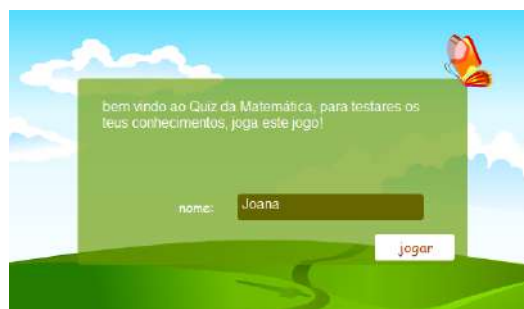 bem vindo ao Quiz da Matemática, para testares os
teus conhecimentos, joga este jogo!
nome: Joana
jogar